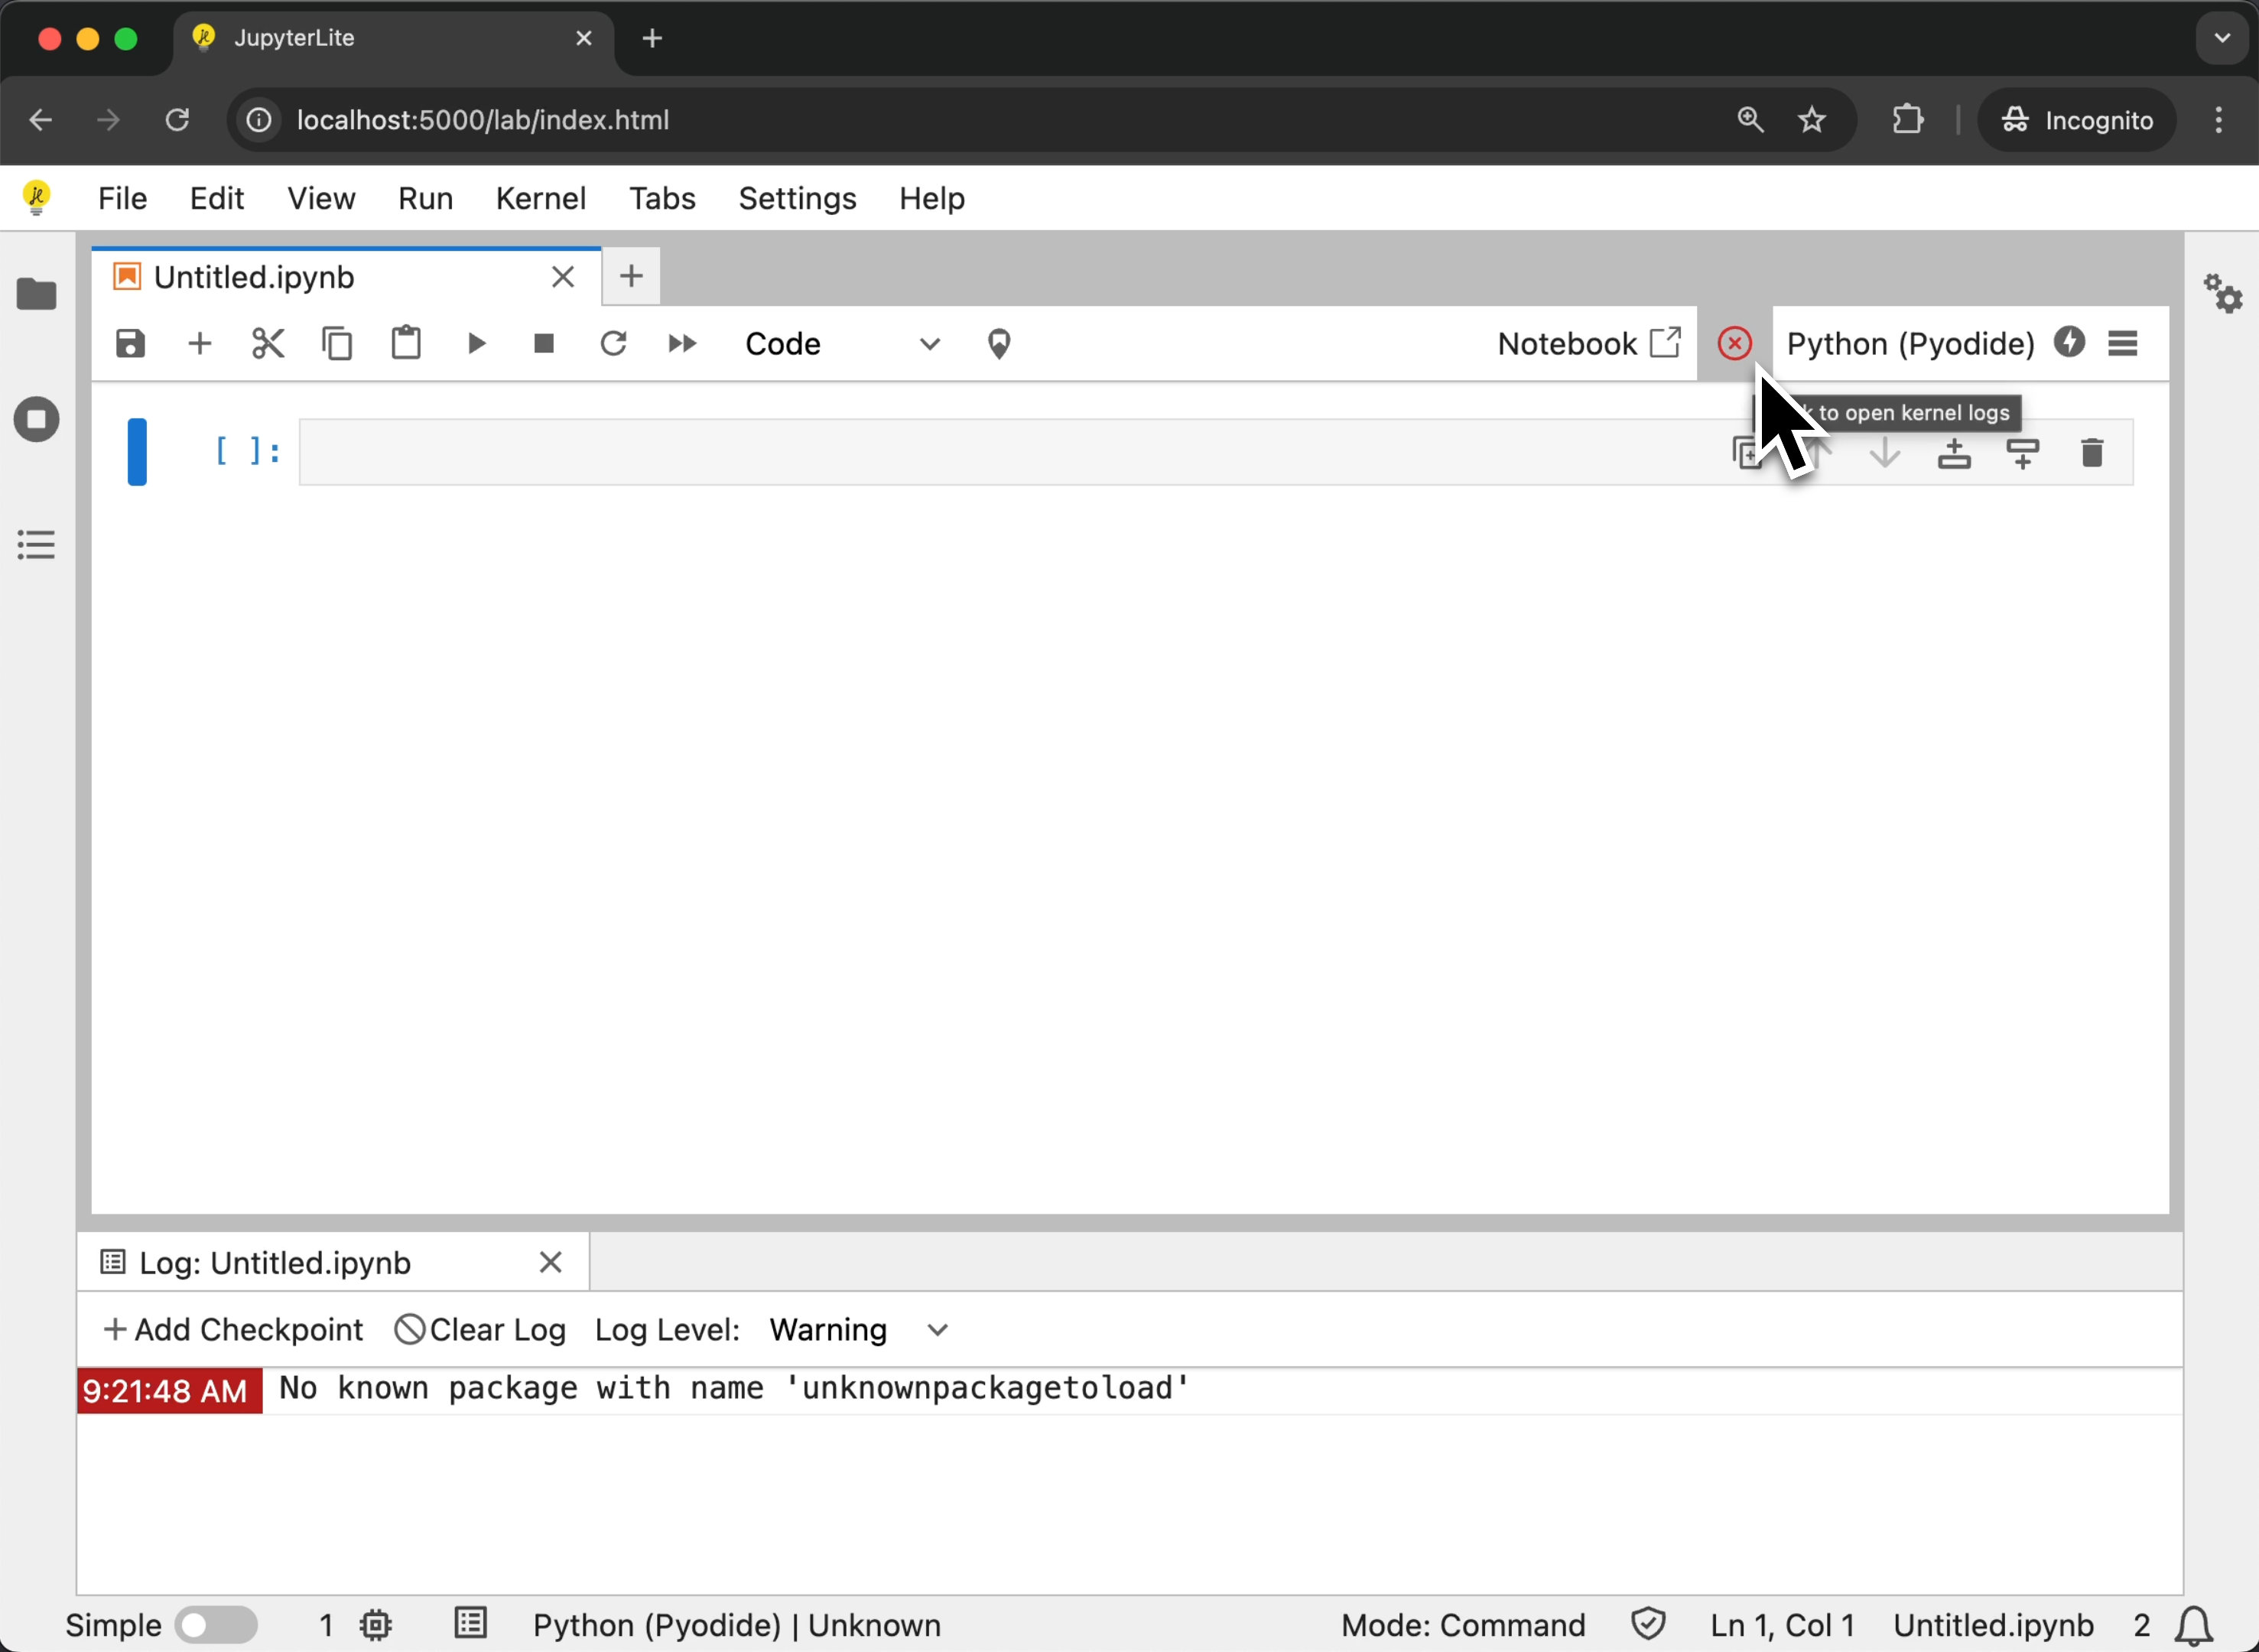 JupyterLite
localhost:5000/lab/index.html
Incognito
File Edit View Run Kernel Tabs Settings Help
Untitled.ipynb
Code Notebook Python (Pyodide)
to open kernel logs
[ ]:
Log: Untitled.ipynb
Add Checkpoint Clear Log Log Level: Warning
9:21:48 AM No known package with name 'unknownpackagetoload'
Simple 1 Python (Pyodide) | Unknown Mode: Command Ln 1, Col 1 Untitled.ipynb 2